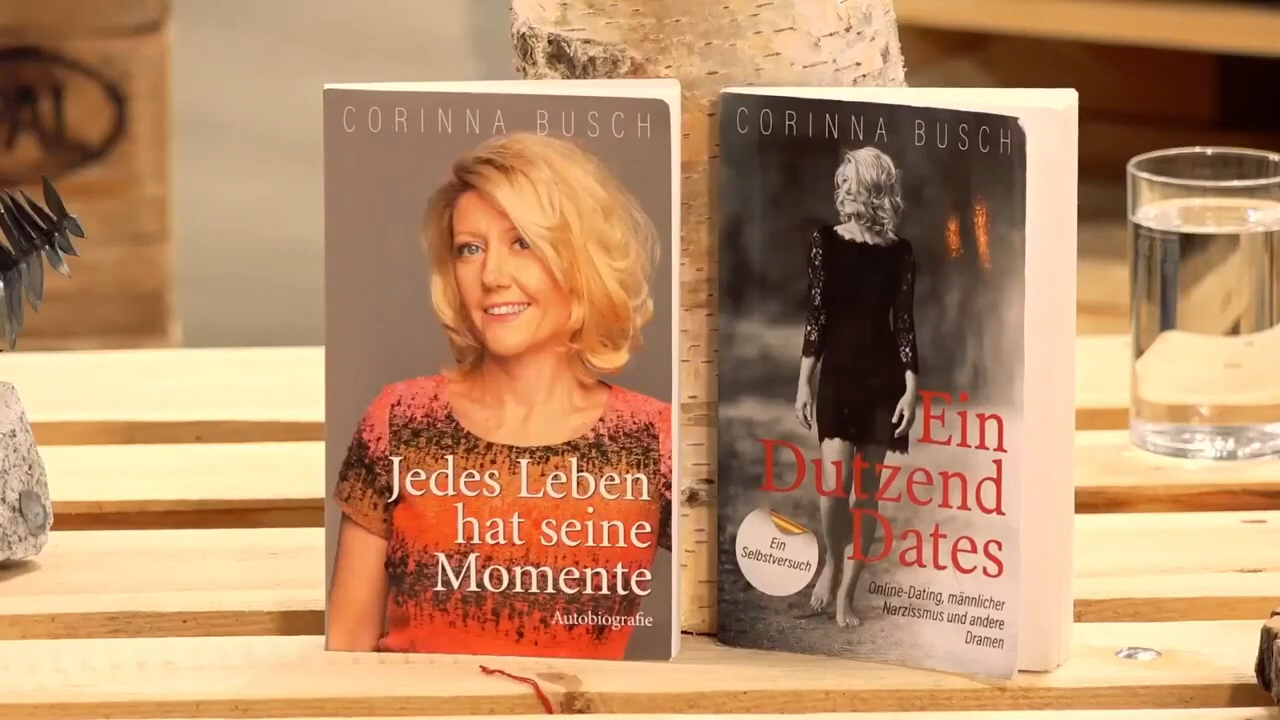 CORINNA BUSCH
Jedes Leben
hat seine
Momente
Autobiografie
CORINNA BUSCH
Ein
Dutzend
Dates
Ein
Selbstversuch
Online-Dating, männlicher
Narzissmus und andere
Dramen